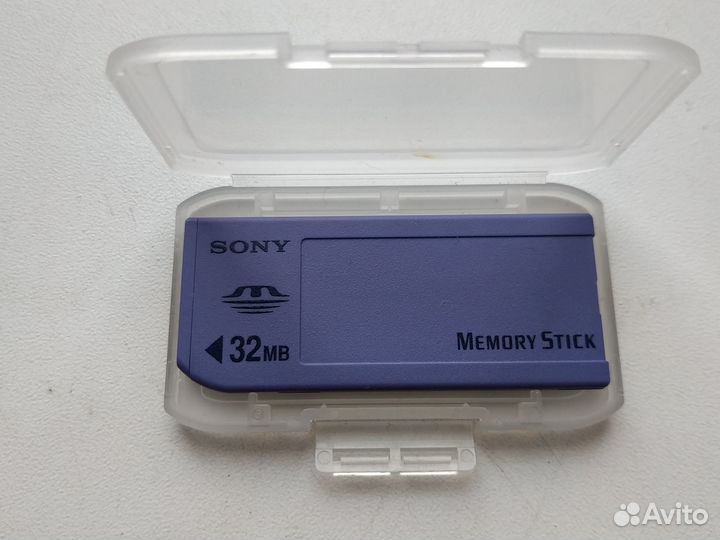 SONY
◀ 32MB
MEMORY STICK
Avito